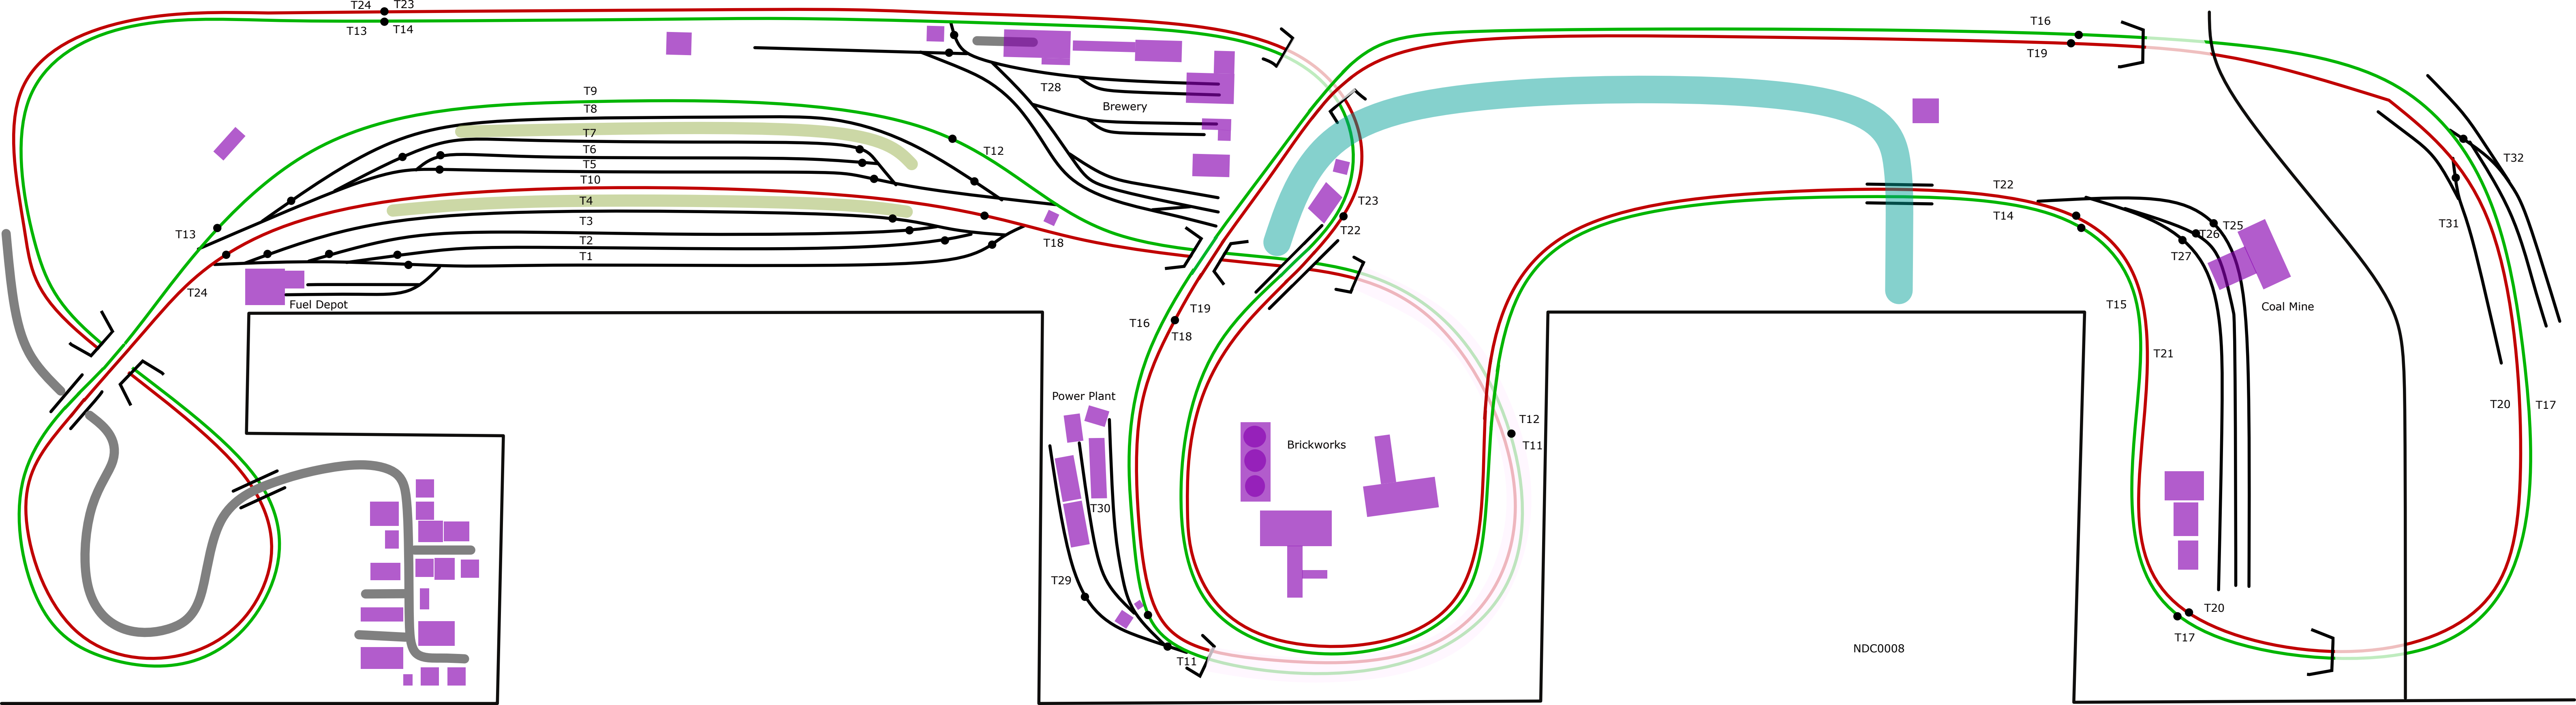 T24 T23
T13 T14
T9
T8
T7
T6
T5
T10
T4
T3
T2
T1
T13
T24
Fuel Depot
T12
T18
T28
Brewery
T23
T22
T19
T16
T18
Power Plant
T30
T29
T11
Brickworks
T12
T11
T16
T19
T22
T14
T25
T26
T27
Coal Mine
T15
T21
T32
T31
T20 T17
T20
T17
NDC0008